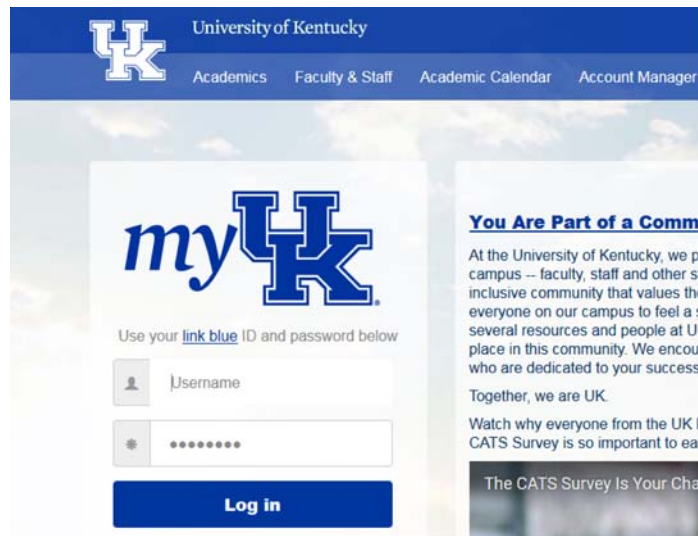 UK
University of Kentucky
Academics Faculty & Staff Academic Calendar Account Manager
myUK
Use your link blue ID and password below
Username
Log in
You Are Part of a Comm
At the University of Kentucky, we p
campus -- faculty, staff and other s
inclusive community that values the
everyone on our campus to feel a s
several resources and people at U
place in this community. We encou
who are dedicated to your success
Together, we are UK.
Watch why everyone from the UK
CATS Survey is so important to ea
The CATS Survey Is Your Cha